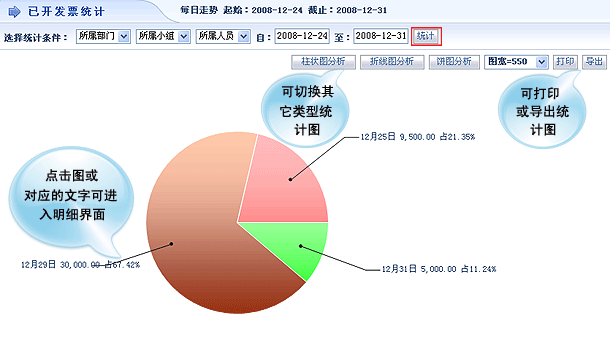 已开发票统计
每日走势 起始：2008-12-24 截止：2008-12-31
选择统计条件： 所属部门 所属小组 所属人员 自：2008-12-24 至：2008-12-31 统计
柱状图分析 折线图分析 饼图分析 图宽=550 打印 导出
可切换其
它类型统
计图
可打印
或导出统
计图
12月25日 9,500.00 占21.35%
点击图或
对应的文字可进
入明细界面
12月29日 30,000.00 占67.42%
12月31日 5,000.00 占11.24%